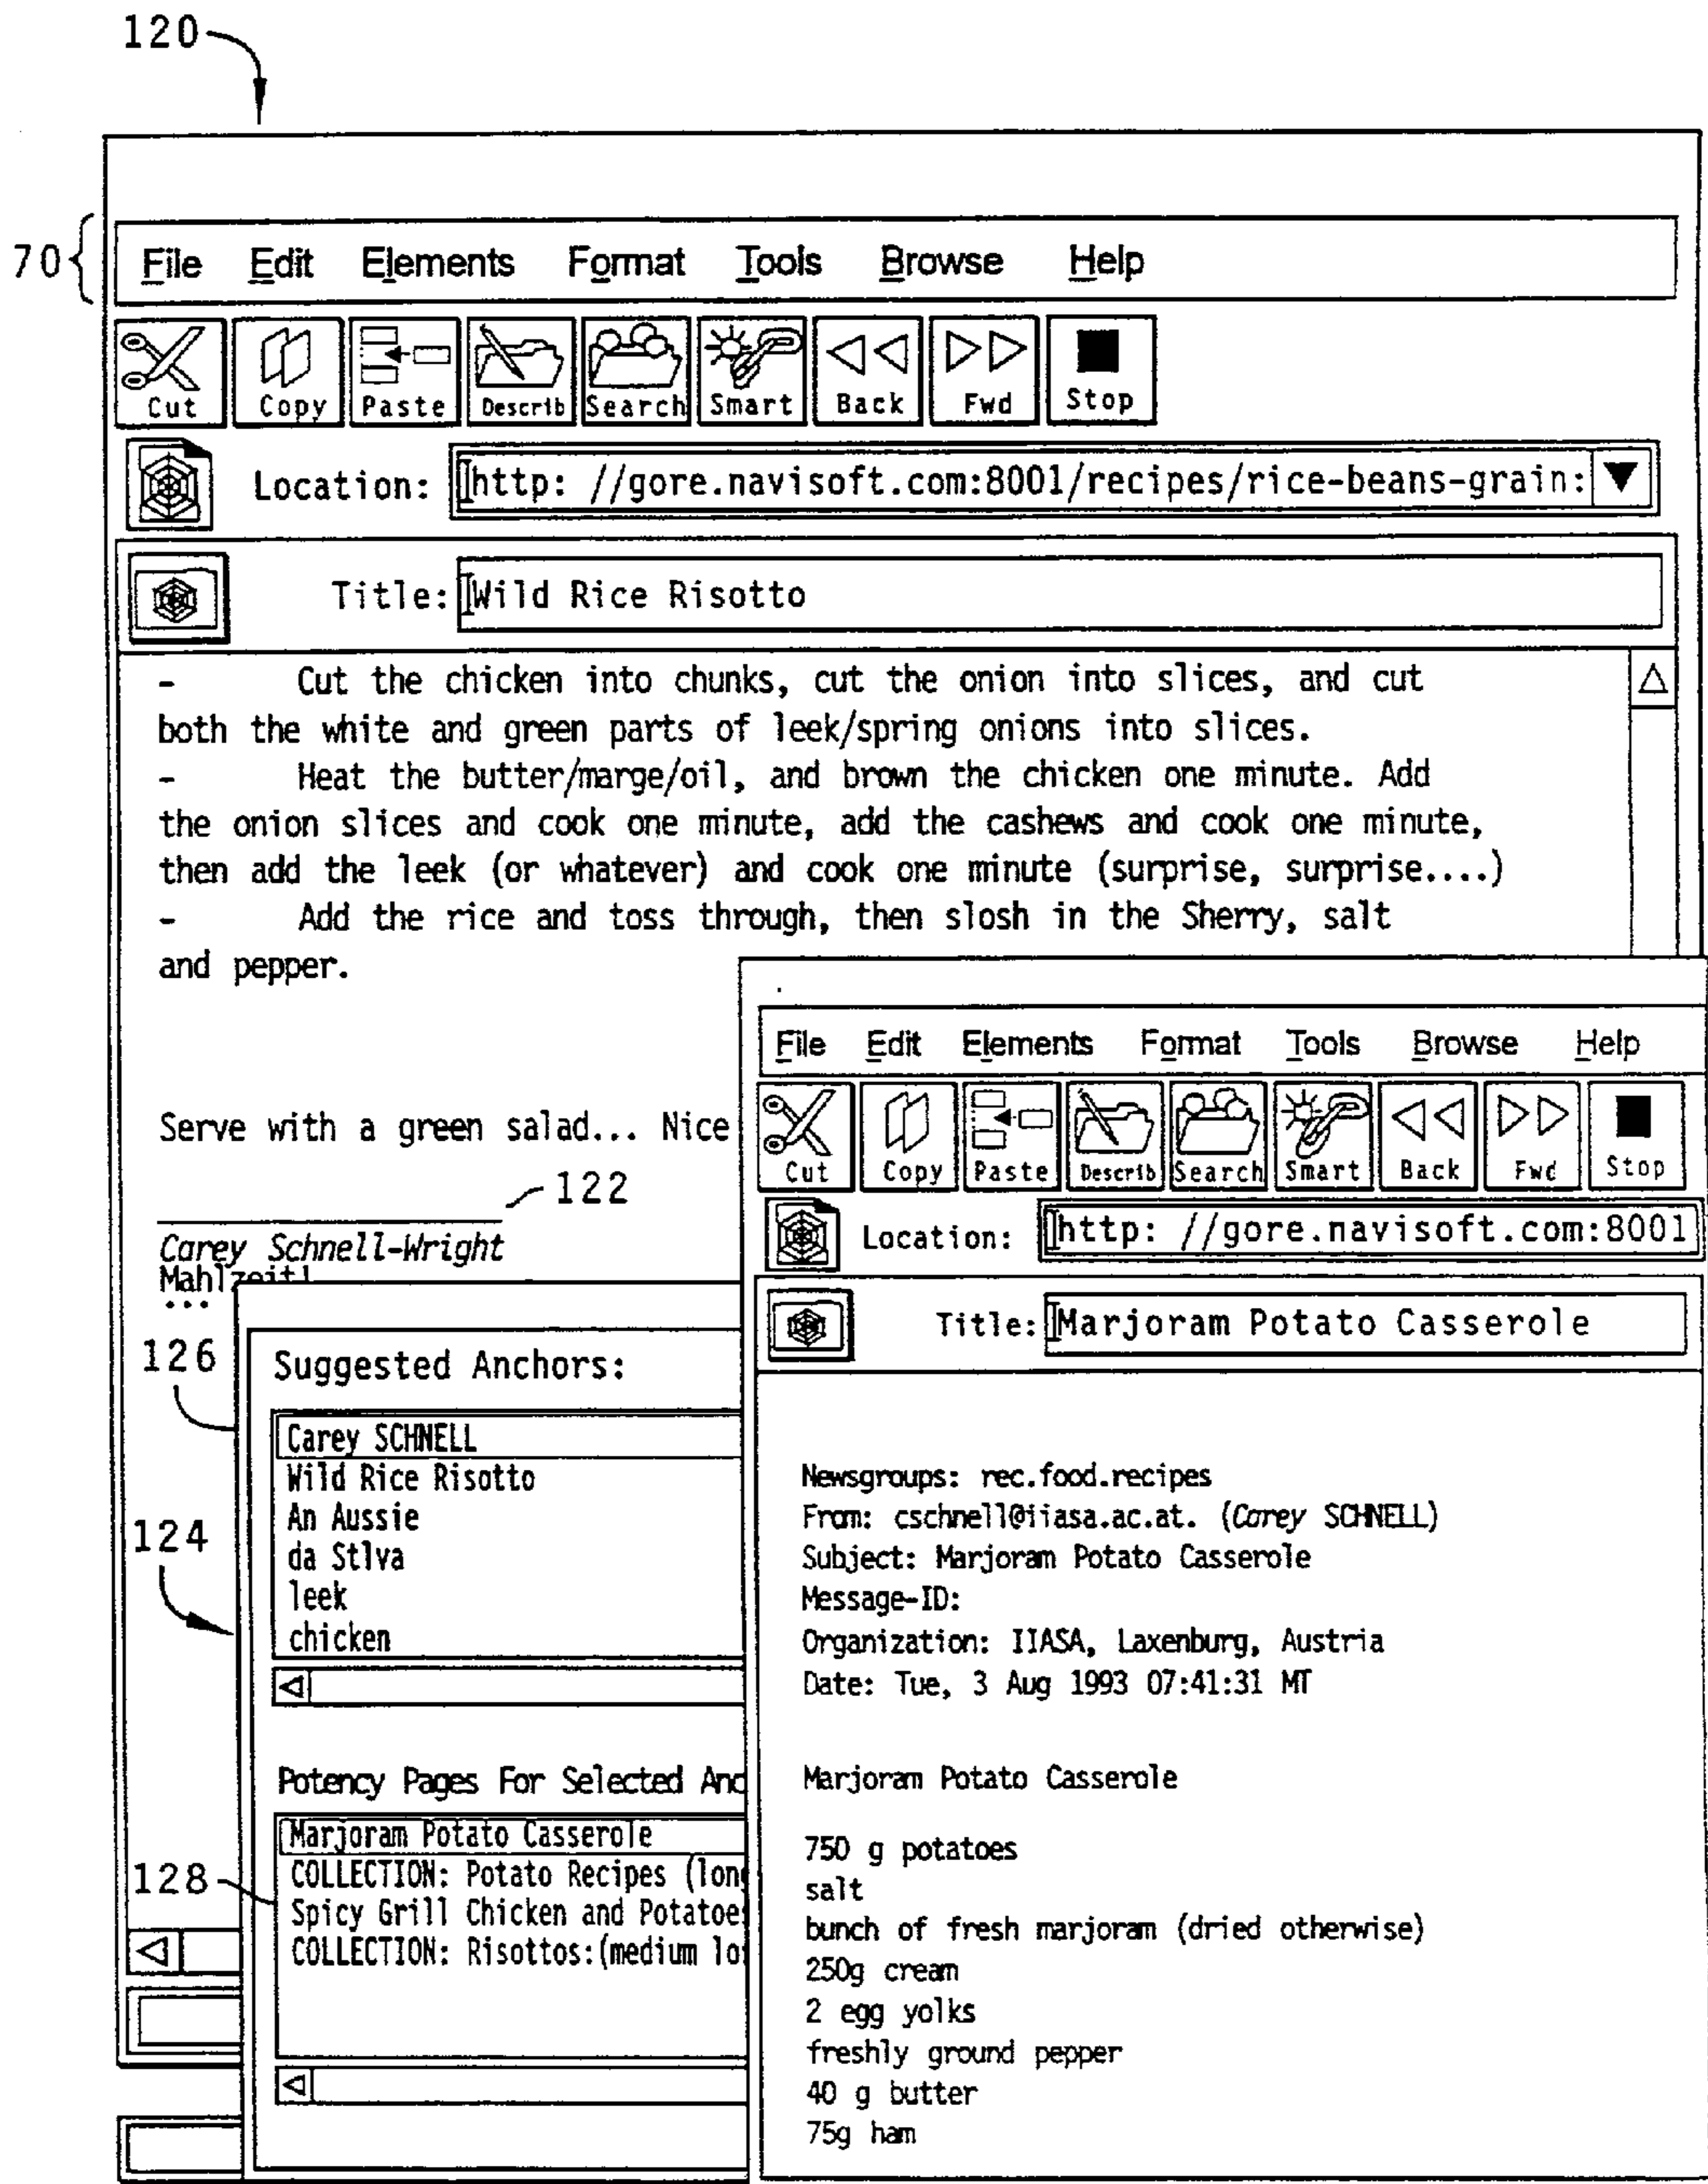 120
70
File Edit Elements Format Tools Browse Help
Cut Copy Paste Describ Search Smart Back Fwd Stop
Location: http: //gore.navisoft.com:8001/recipes/rice-beans-grain:
Title: Wild Rice Risotto
- Cut the chicken into chunks, cut the onion into slices, and cut
both the white and green parts of leek/spring onions into slices.
- Heat the butter/marge/oil, and brown the chicken one minute. Add
the onion slices and cook one minute, add the cashews and cook one minute,
then add the leek (or whatever) and cook one minute (surprise, surprise....)
- Add the rice and toss through, then slosh in the Sherry, salt
and pepper.
Serve with a green salad... Nice
122
Carey Schnell-Wright
Mahlzeit!
...
126
Suggested Anchors:
Carey SCHNELL
Wild Rice Risotto
An Aussie
da Stlva
leek
chicken
124
Potency Pages For Selected Anc
Marjoram Potato Casserole
COLLECTION: Potato Recipes (long
Spicy Grill Chicken and Potatoes
COLLECTION: Risottos:(medium lo
128
File Edit Elements Format Tools Browse Help
Cut Copy Paste Describ Search Smart Back Fwd Stop
Location: http: //gore.navisoft.com:8001
Title: Marjoram Potato Casserole
Newsgroups: rec.food.recipes
From: cschnell@iiasa.ac.at. (Carey SCHNELL)
Subject: Marjoram Potato Casserole
Message-ID:
Organization: IIASA, Laxenburg, Austria
Date: Tue, 3 Aug 1993 07:41:31 MT
Marjoram Potato Casserole
750 g potatoes
salt
bunch of fresh marjoram (dried otherwise)
250g cream
2 egg yolks
freshly ground pepper
40 g butter
75g ham